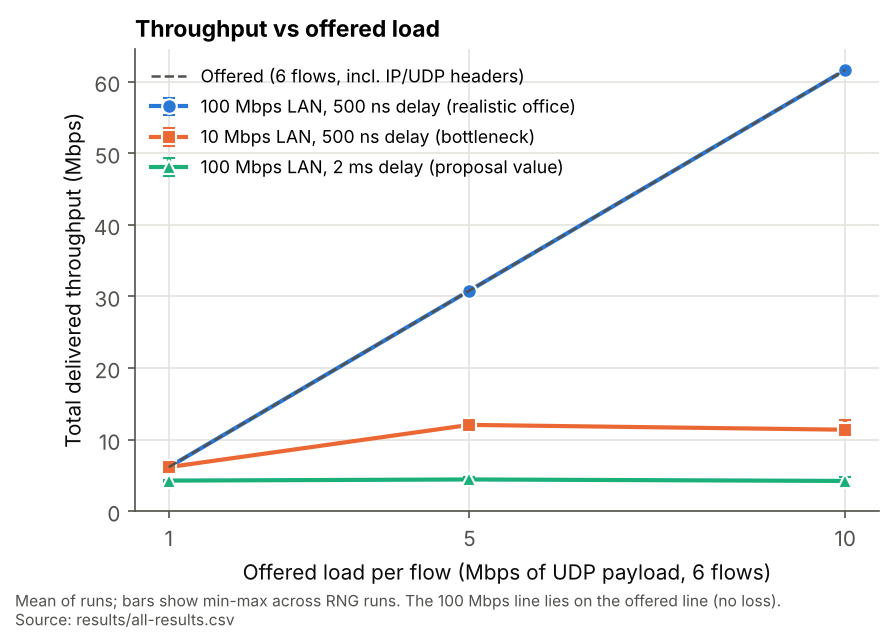 Throughput vs offered load
Offered (6 flows, incl. IP/UDP headers)
100 Mbps LAN, 500 ns delay (realistic office)
10 Mbps LAN, 500 ns delay (bottleneck)
100 Mbps LAN, 2 ms delay (proposal value)
Total delivered throughput (Mbps)
60
50
40
30
20
10
0
1
5
10
Offered load per flow (Mbps of UDP payload, 6 flows)
Mean of runs; bars show min-max across RNG runs. The 100 Mbps line lies on the offered line (no loss).
Source: results/all-results.csv